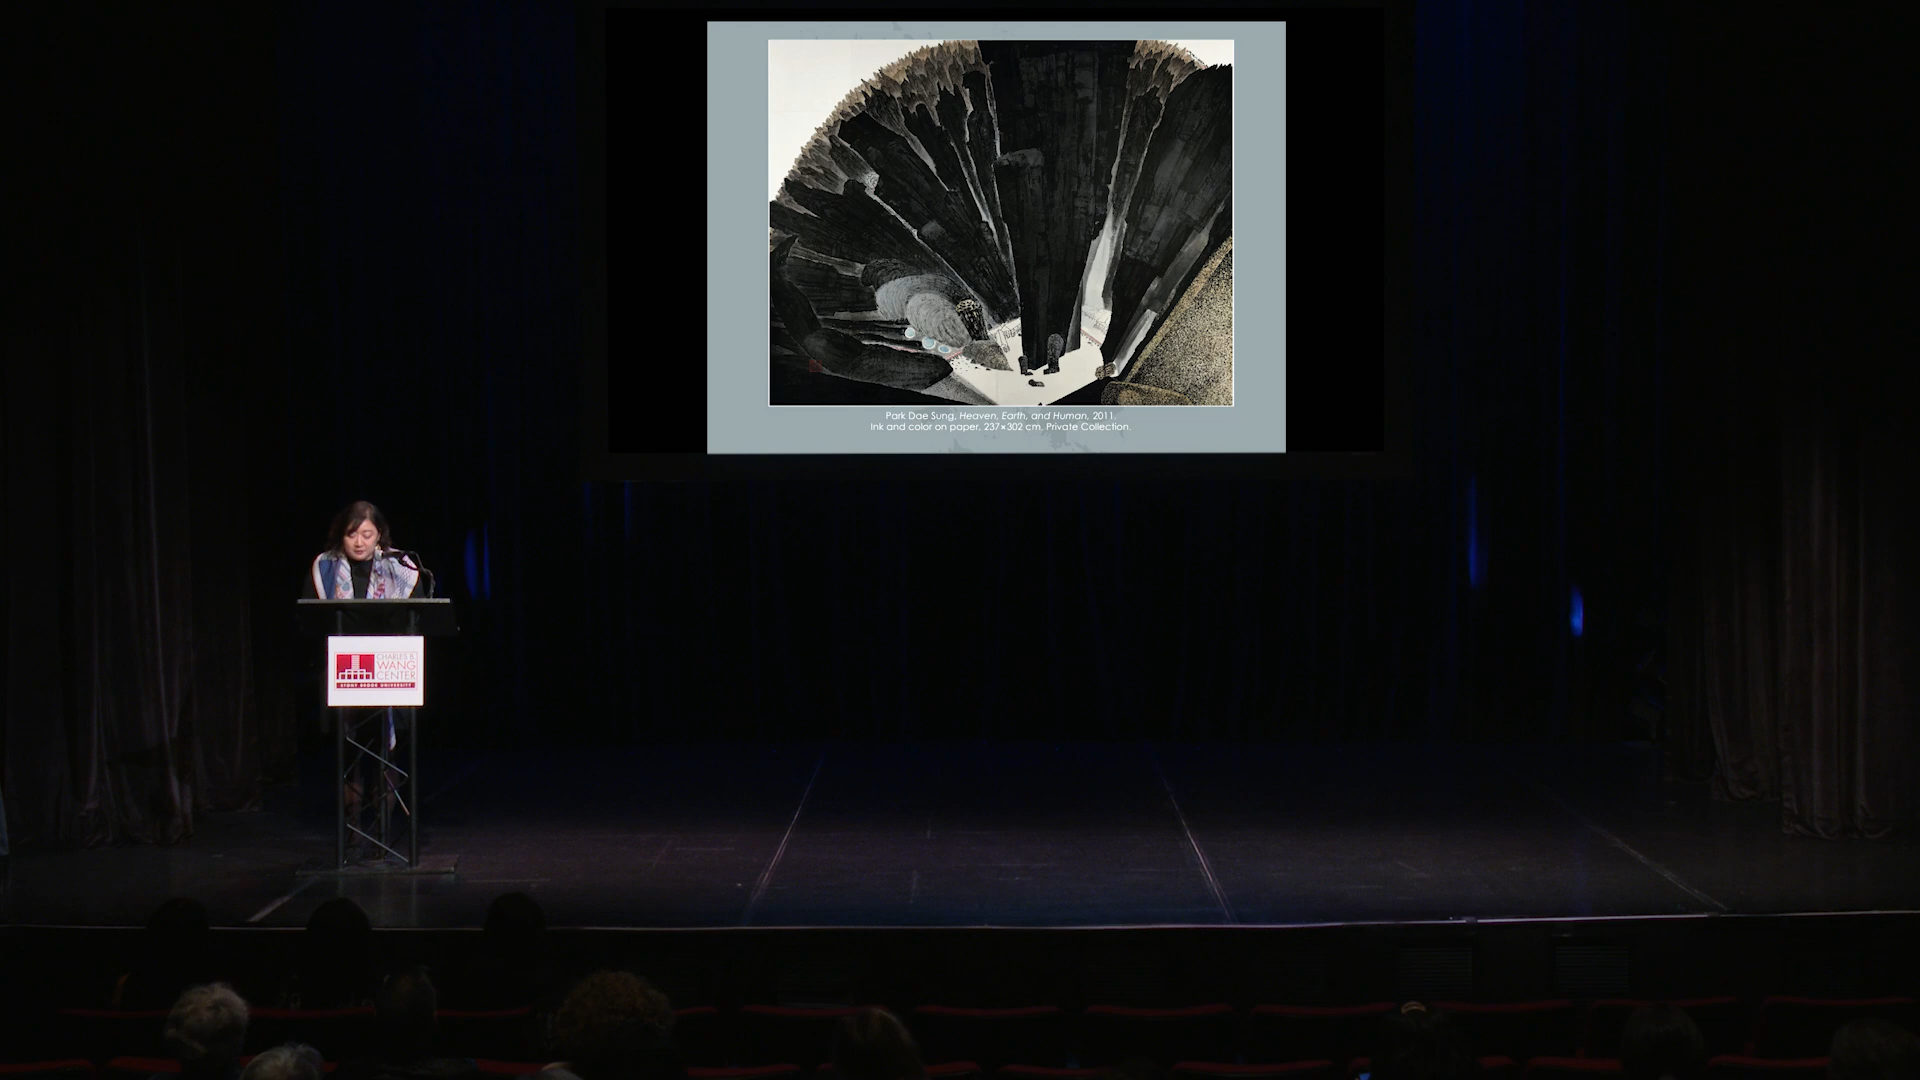 Park Dae Sung, Heaven, Earth, and Human, 2011.
Ink and color on paper, 237×302 cm, Private Collection.
CHARLES B.
WANG
CENTER
STONY BROOK UNIVERSITY